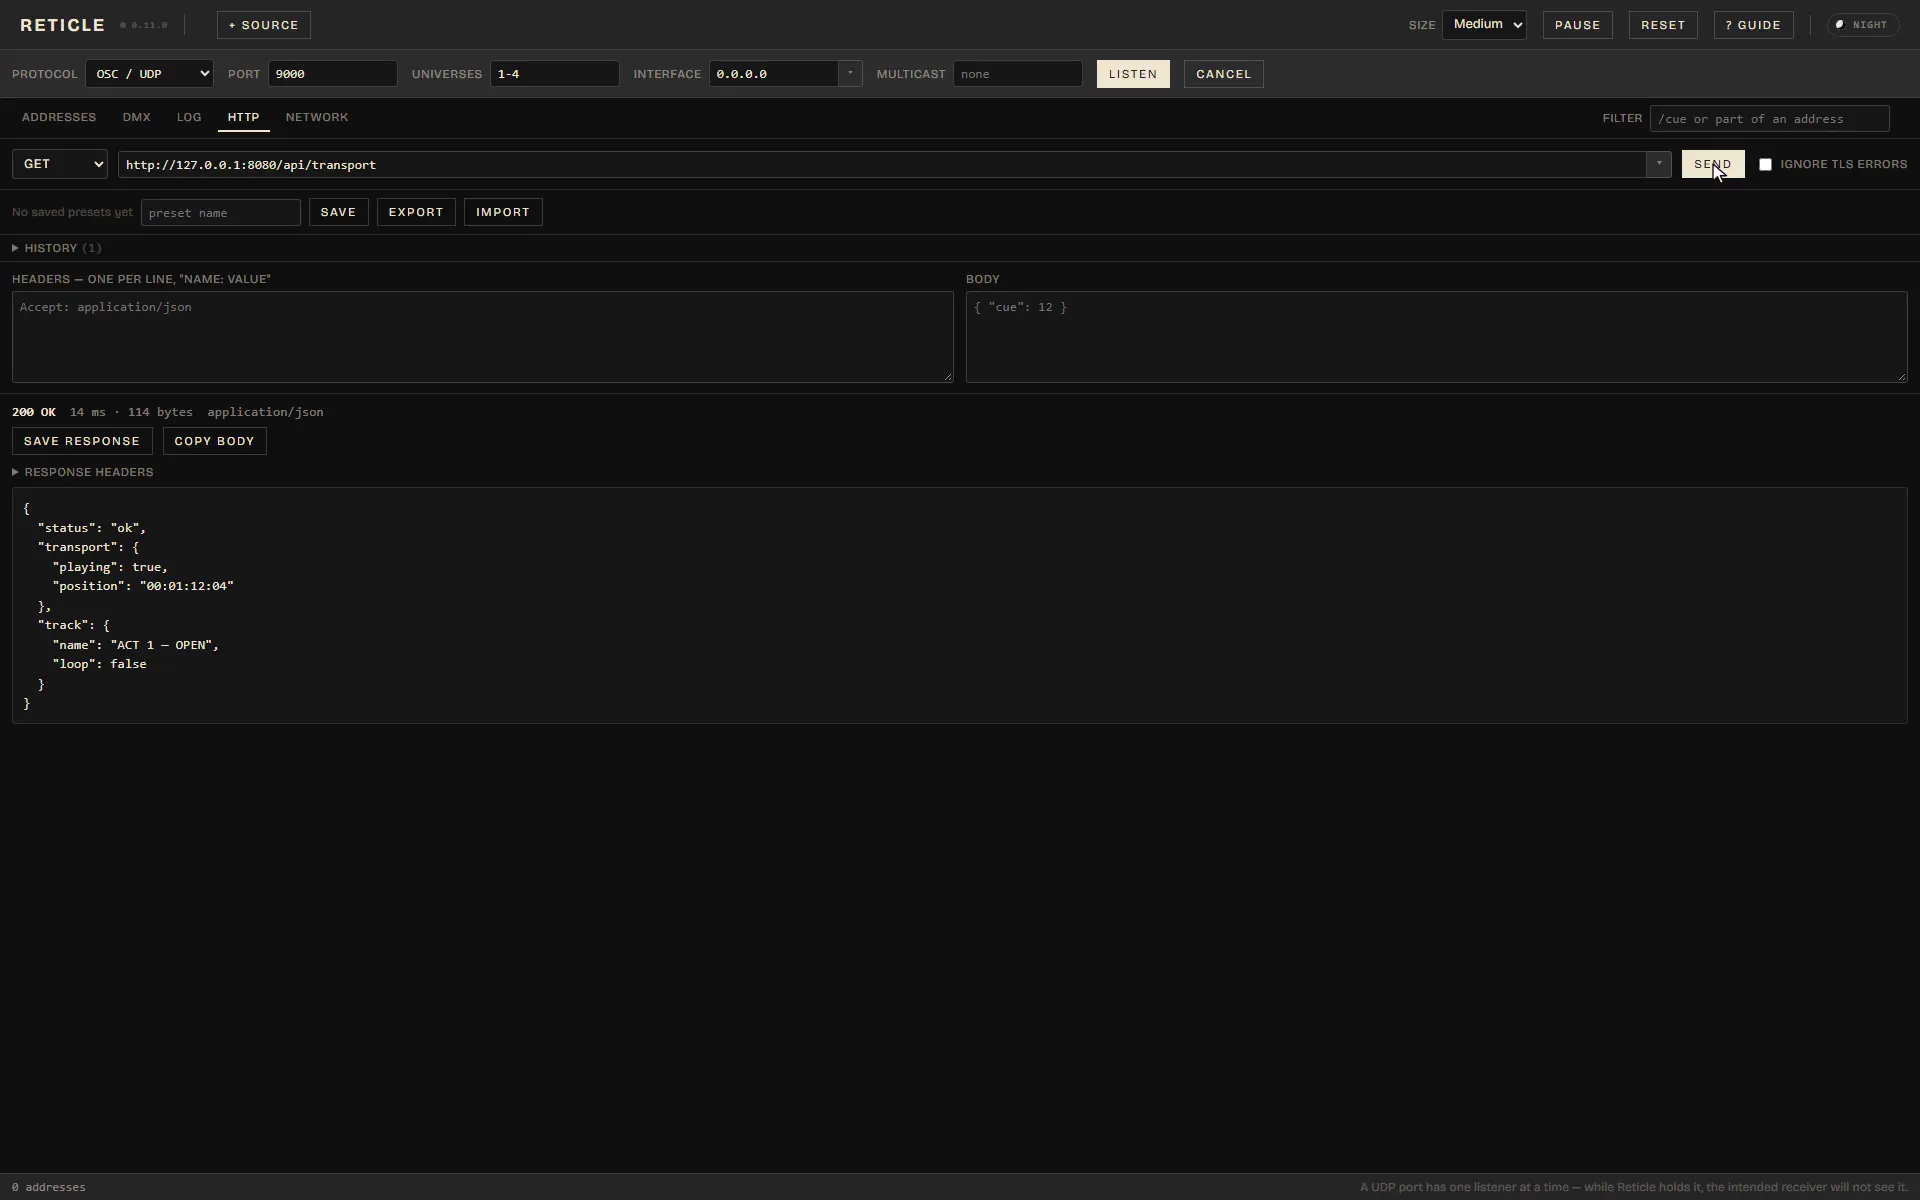 RETICLE 0.11.0 + SOURCE SIZE Medium PAUSE RESET ? GUIDE NIGHT
PROTOCOL OSC / UDP PORT 9000 UNIVERSES 1-4 INTERFACE 0.0.0.0 MULTICAST none LISTEN CANCEL
ADDRESSES DMX LOG HTTP NETWORK FILTER /cue or part of an address
GET http://127.0.0.1:8080/api/transport SEND IGNORE TLS ERRORS
No saved presets yet preset name SAVE EXPORT IMPORT
HISTORY (1)
HEADERS — ONE PER LINE, "NAME: VALUE" BODY
Accept: application/json { "cue": 12 }
200 OK 14 ms · 114 bytes application/json
SAVE RESPONSE COPY BODY
RESPONSE HEADERS
{
"status": "ok",
"transport": {
"playing": true,
"position": "00:01:12:04"
},
"track": {
"name": "ACT 1 — OPEN",
"loop": false
}
}
0 addresses A UDP port has one listener at a time — while Reticle holds it, the intended receiver will not see it.